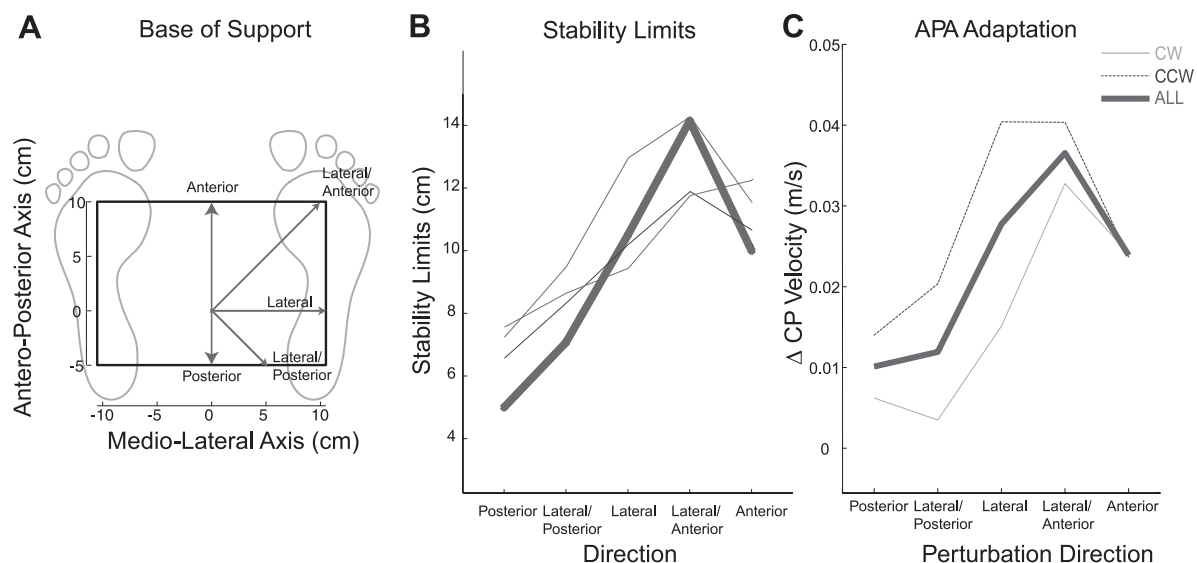 A
Base of Support
Antero-Posterior Axis (cm)
10
5
0
-5
Anterior
Lateral/
Anterior
Lateral
Posterior
Lateral/
Posterior
-10
-5
0
5
10
Medio-Lateral Axis (cm)
B
Stability Limits
Stability Limits (cm)
14
12
10
8
6
4
Posterior
Lateral/
Posterior
Lateral
Lateral/
Anterior
Anterior
Direction
C
APA Adaptation
CW
CCW
ALL
Δ CP Velocity (m/s)
0.05
0.04
0.03
0.02
0.01
0
Posterior
Lateral/
Posterior
Lateral
Lateral/
Anterior
Anterior
Perturbation Direction